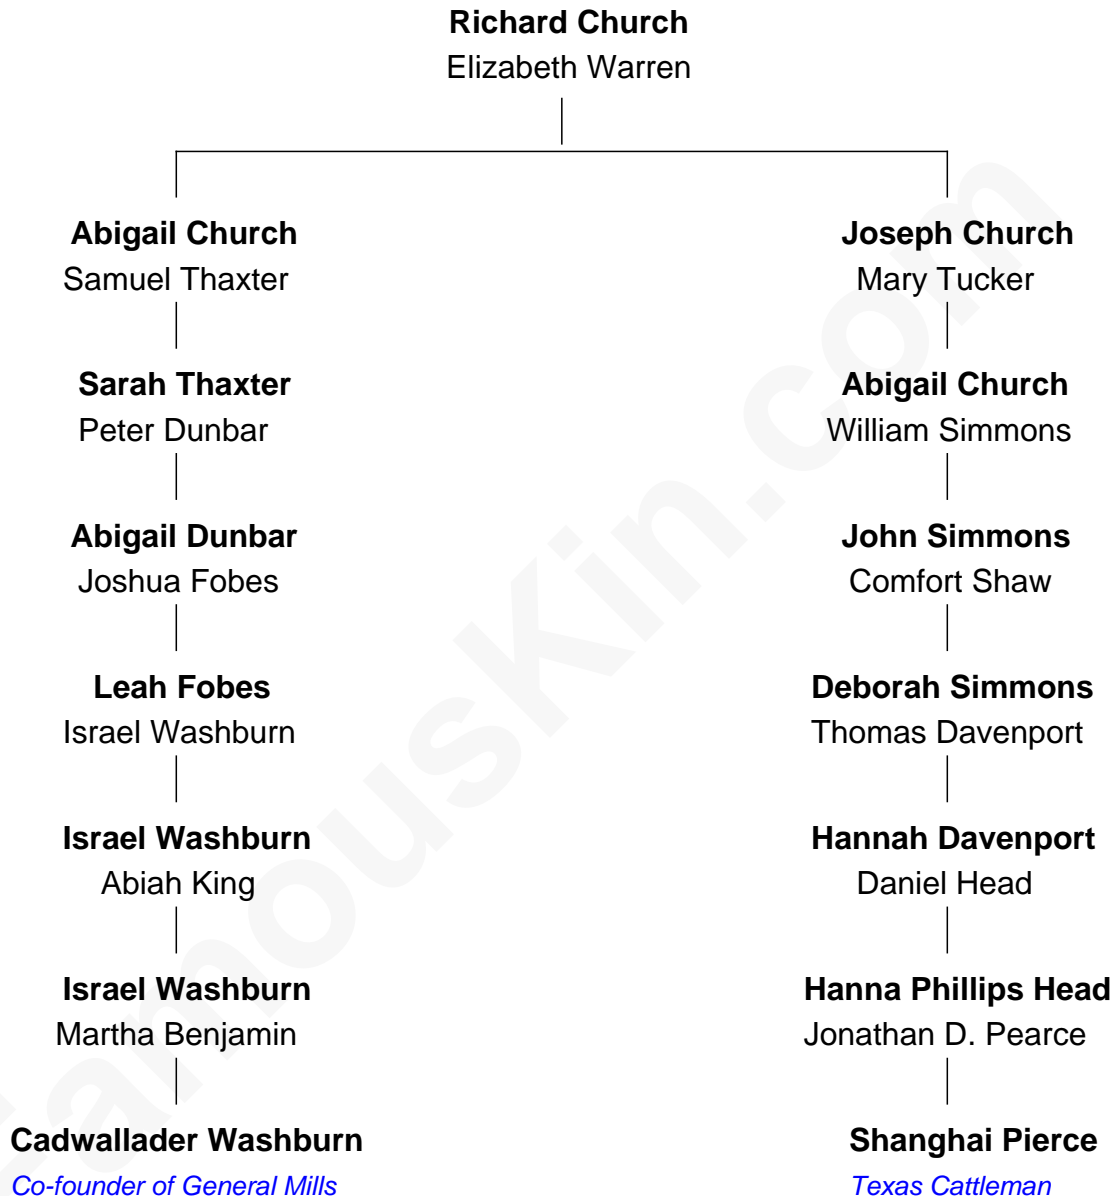 Richard Church
Elizabeth Warren
Abigail Church
Samuel Thaxter
Joseph Church
Mary Tucker
Sarah Thaxter
Peter Dunbar
Abigail Church
William Simmons
Abigail Dunbar
Joshua Fobes
John Simmons
Comfort Shaw
Leah Fobes
Israel Washburn
Deborah Simmons
Thomas Davenport
Israel Washburn
Abiah King
Hannah Davenport
Daniel Head
Israel Washburn
Martha Benjamin
Hanna Phillips Head
Jonathan D. Pearce
Cadwallader Washburn
Co-founder of General Mills
Shanghai Pierce
Texas Cattleman
FamousKin.com